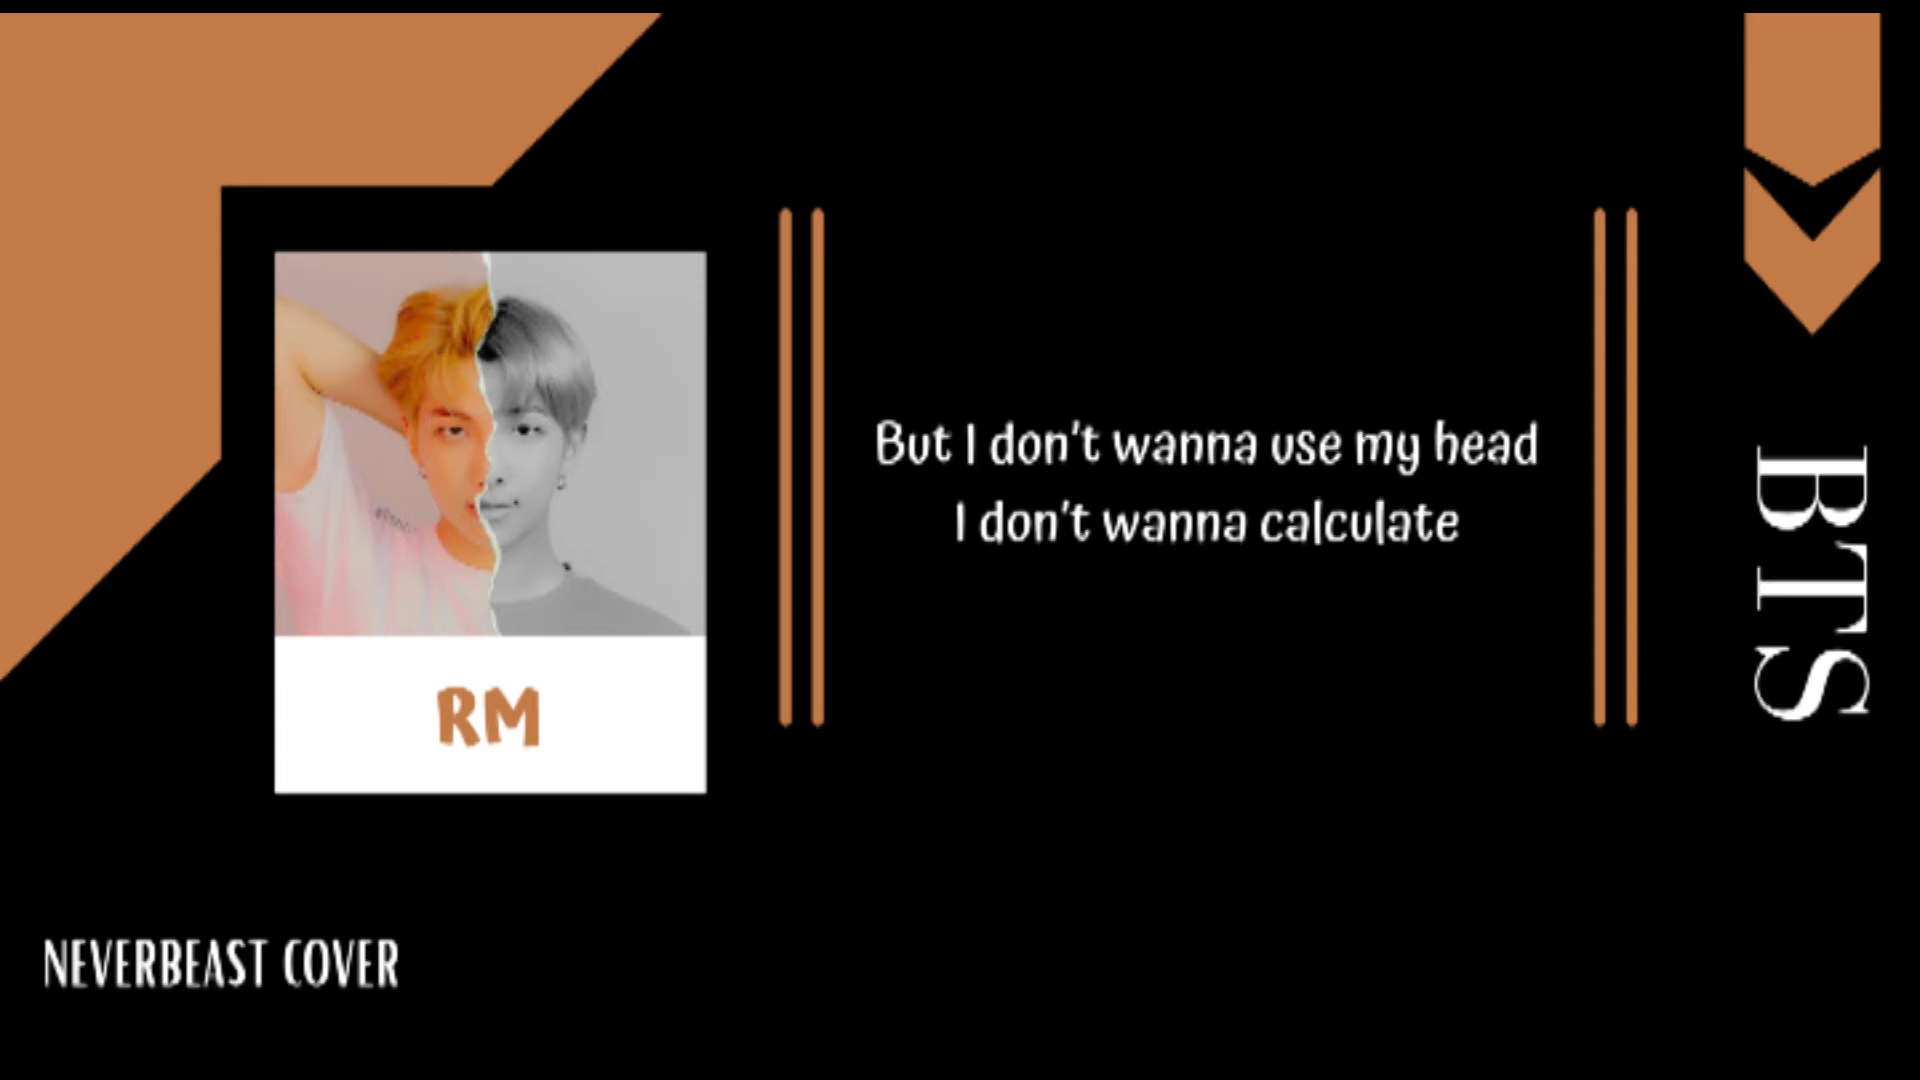 But I don't wanna use my head
I don't wanna calculate
RM
BTS
NEVERBEAST COVER